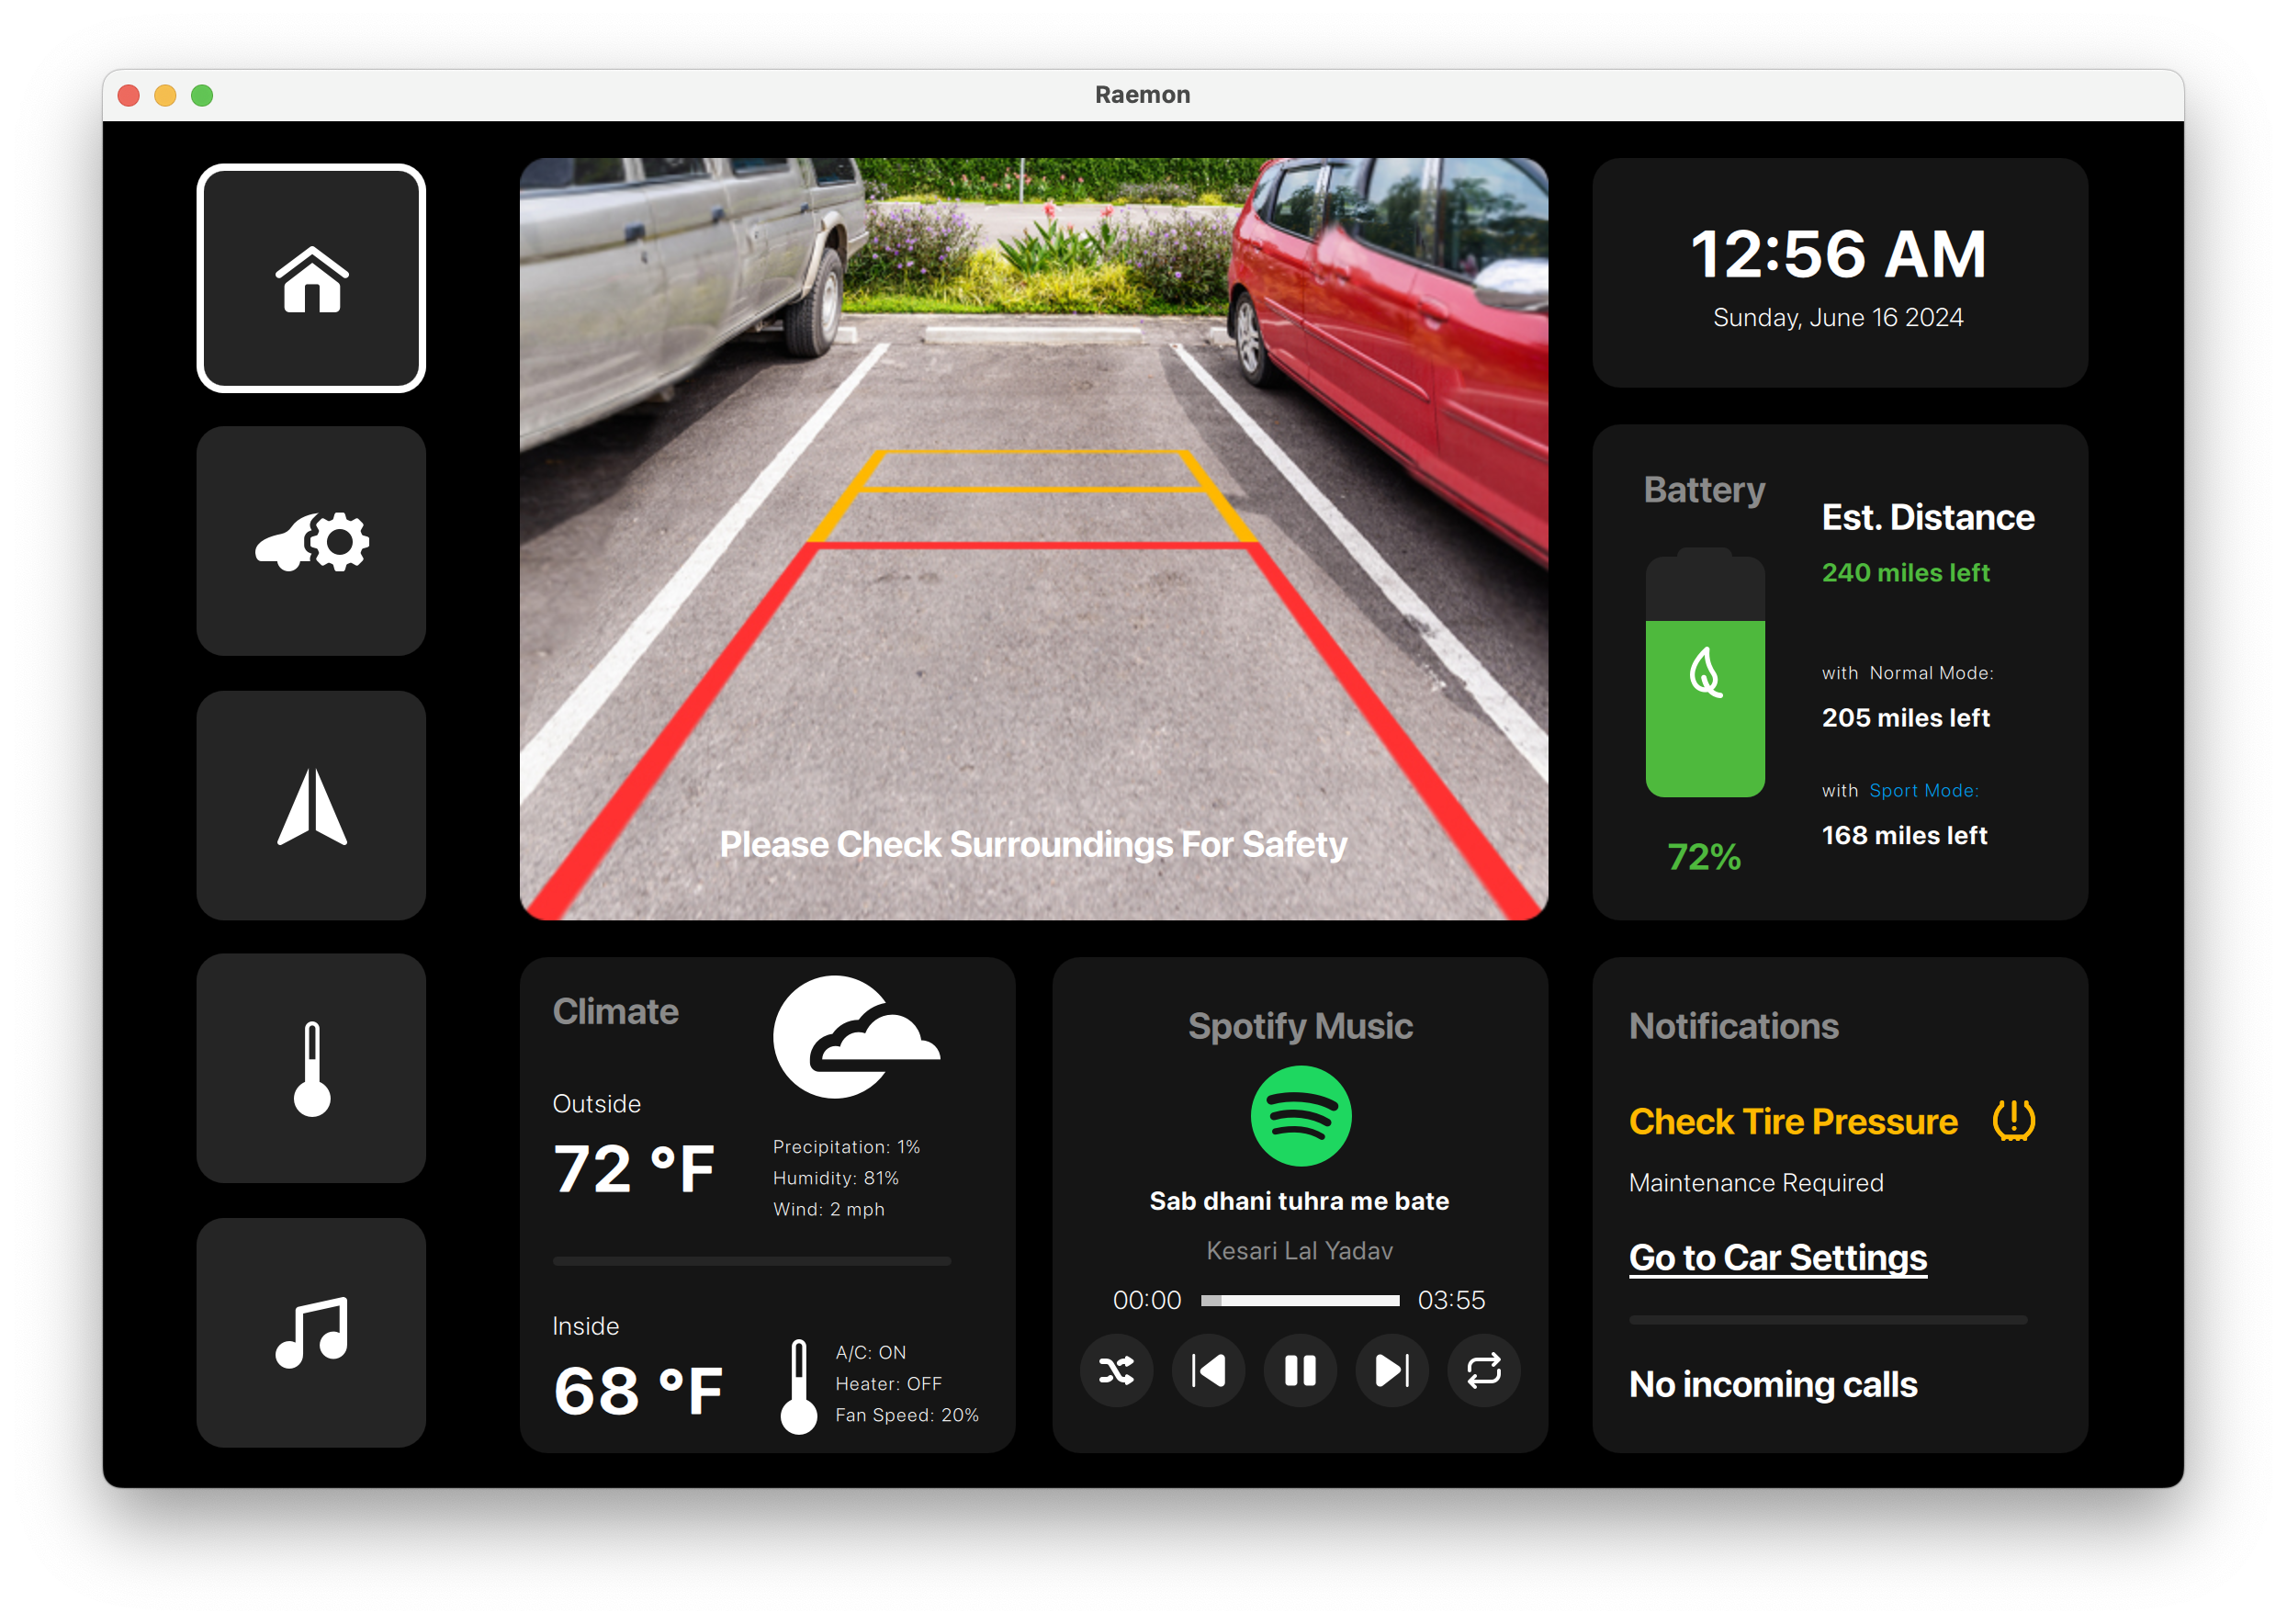 Raemon
Please Check Surroundings For Safety
12:56 AM
Sunday, June 16 2024
Battery
72%
Est. Distance
240 miles left
with Normal Mode:
205 miles left
with Sport Mode:
168 miles left
Climate
Outside
72 °F
Precipitation: 1%
Humidity: 81%
Wind: 2 mph
Inside
68 °F
A/C: ON
Heater: OFF
Fan Speed: 20%
Spotify Music
Sab dhani tuhra me bate
Kesari Lal Yadav
00:00 03:55
Notifications
Check Tire Pressure
Maintenance Required
Go to Car Settings
No incoming calls